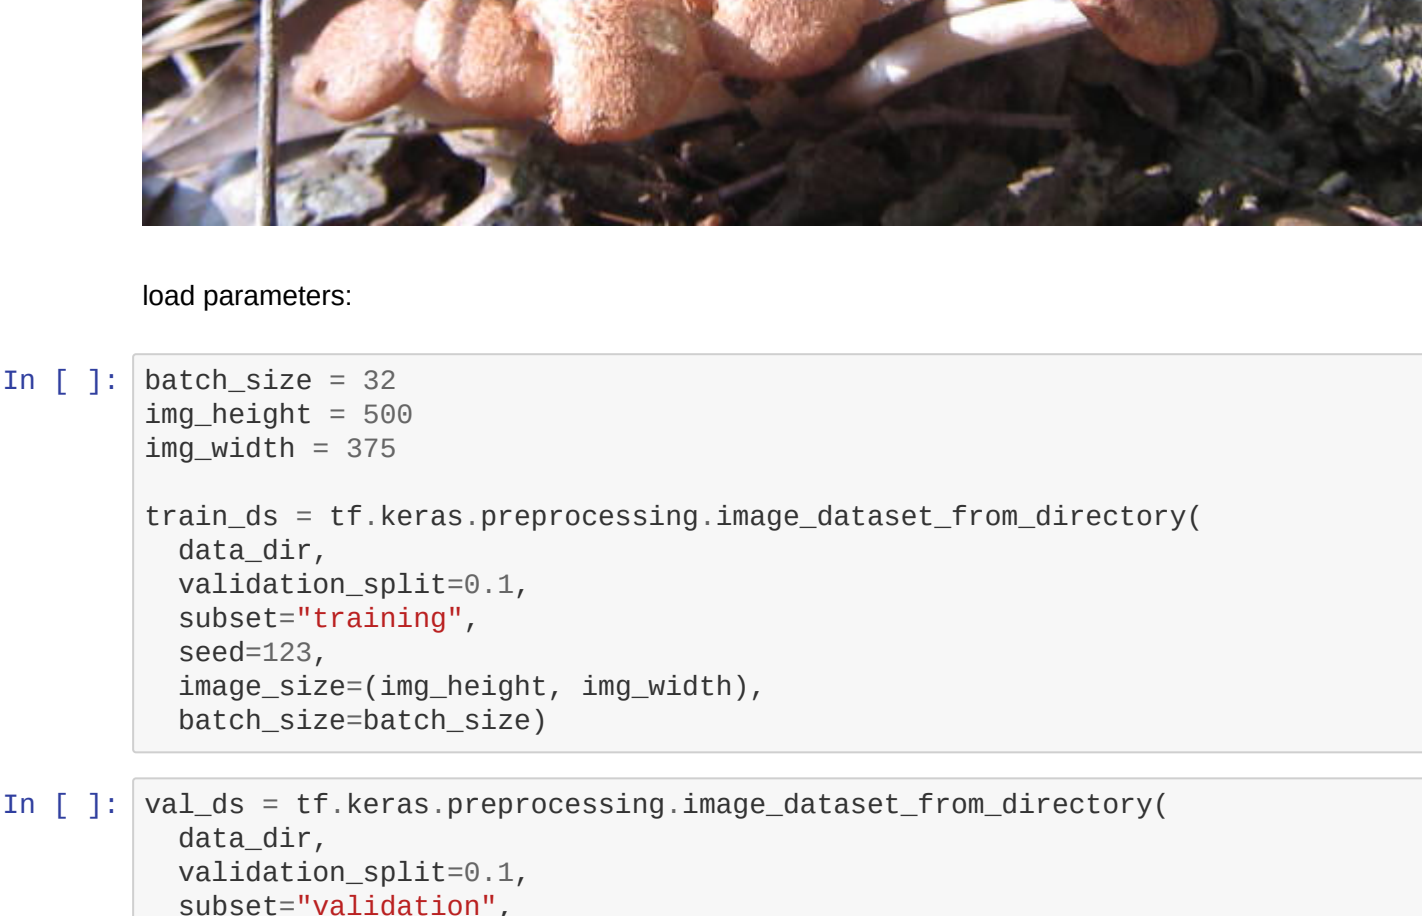 load parameters:
In [ ]: batch_size = 32
img_height = 500
img_width = 375
train_ds = tf.keras.preprocessing.image_dataset_from_directory(
  data_dir,
  validation_split=0.1,
  subset="training",
  seed=123,
  image_size=(img_height, img_width),
  batch_size=batch_size)
In [ ]: val_ds = tf.keras.preprocessing.image_dataset_from_directory(
  data_dir,
  validation_split=0.1,
  subset="validation",